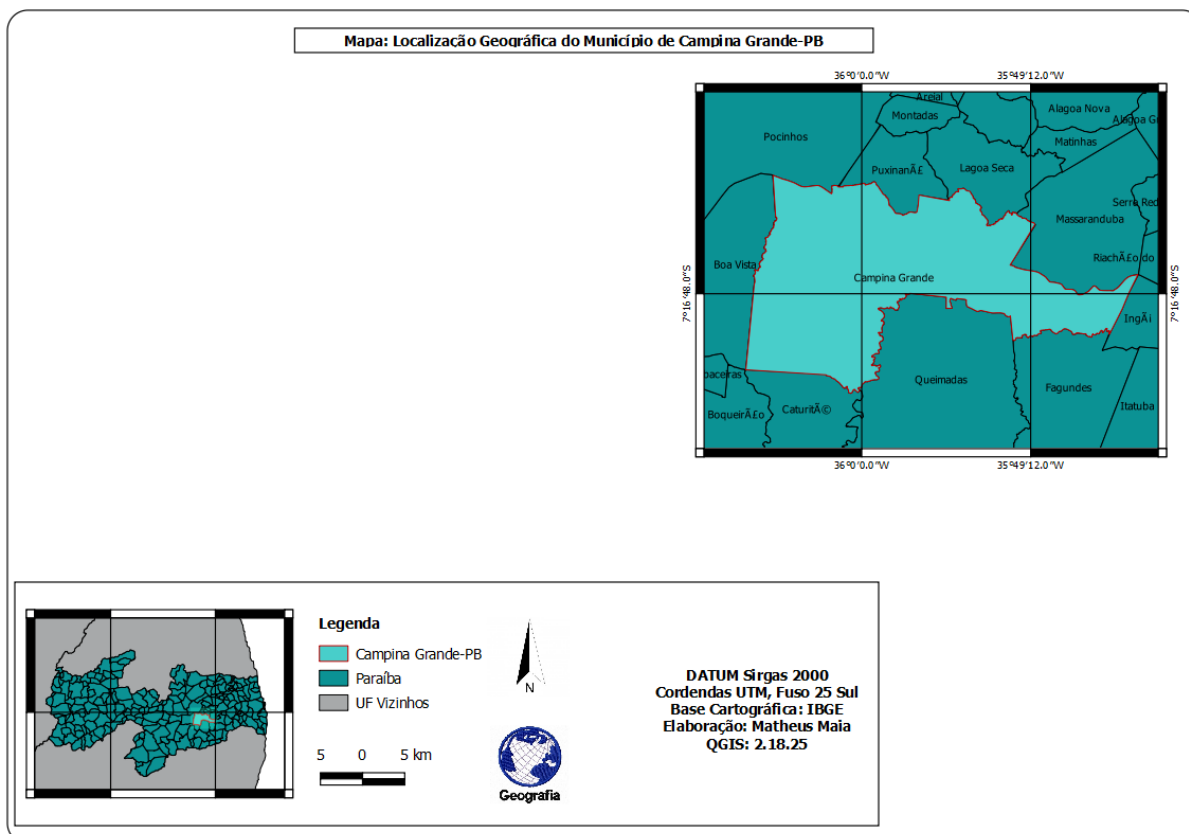 Mapa: Localização Geográfica do Município de Campina Grande-PB
36°0'0.0"W 35°49'12.0"W
Areial
Alagoa Nova
Montadas
Alagoa G
Pocinhos
Matinhas
PuxinanÃ£
Lagoa Seca
Serra Red
Massaranduba
Boa Vista
RiachÃ£o do
Campina Grande
7°16'48.0"S
7°16'48.0"S
IngÃ¡
baceiras
Queimadas
Fagundes
BoqueirÃ£o
CaturitÃ©
Itatuba
36°0'0.0"W 35°49'12.0"W
Legenda
Campina Grande-PB
Paraíba
UF Vizinhos
5 0 5 km
N
Geografia
DATUM Sirgas 2000
Cordendas UTM, Fuso 25 Sul
Base Cartográfica: IBGE
Elaboração: Matheus Maia
QGIS: 2.18.25